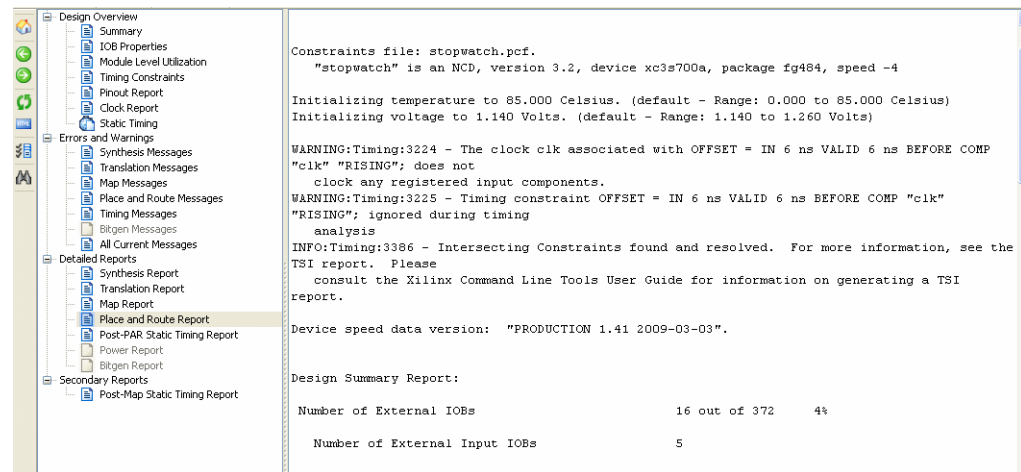 Design Overview
Summary
IOB Properties
Module Level Utilization
Timing Constraints
Pinout Report
Clock Report
Static Timing
Errors and Warnings
Synthesis Messages
Translation Messages
Map Messages
Place and Route Messages
Timing Messages
Bitgen Messages
All Current Messages
Detailed Reports
Synthesis Report
Translation Report
Map Report
Place and Route Report
Post-PAR Static Timing Report
Power Report
Bitgen Report
Secondary Reports
Post-Map Static Timing Report
Constraints file: stopwatch.pcf.
"stopwatch" is an NCD, version 3.2, device xc3s700a, package fg484, speed -4
Initializing temperature to 85.000 Celsius. (default - Range: 0.000 to 85.000 Celsius)
Initializing voltage to 1.140 Volts. (default - Range: 1.140 to 1.260 Volts)
WARNING:Timing:3224 - The clock clk associated with OFFSET = IN 6 ns VALID 6 ns BEFORE COMP
"clk" "RISING"; does not
clock any registered input components.
WARNING:Timing:3225 - Timing constraint OFFSET = IN 6 ns VALID 6 ns BEFORE COMP "clk"
"RISING"; ignored during timing
analysis
INFO:Timing:3386 - Intersecting Constraints found and resolved. For more information, see the
TSI report. Please
consult the Xilinx Command Line Tools User Guide for information on generating a TSI
report.
Device speed data version: "PRODUCTION 1.41 2009-03-03".
Design Summary Report:
Number of External IOBs 16 out of 372 4%
Number of External Input IOBs 5